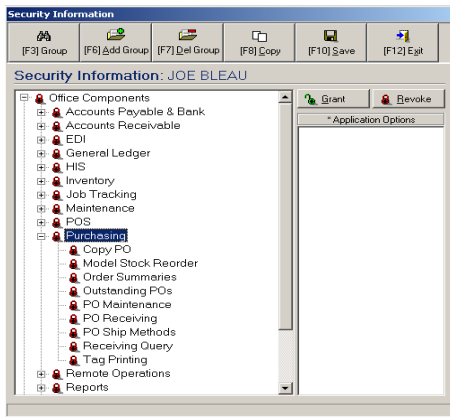 Security Information
[F3] Group [F6] Add Group [F7] Del Group [F8] Copy [F10] Save [F12] Exit
Security Information: JOE BLEAU
Office Components
Accounts Payable & Bank
Accounts Receivable
EDI
General Ledger
HIS
Inventory
Job Tracking
Maintenance
POS
Purchasing
Copy PO
Model Stock Reorder
Order Summaries
Outstanding POs
PO Maintenance
PO Receiving
PO Ship Methods
Receiving Query
Tag Printing
Remote Operations
Reports
Grant Revoke
* Application Options